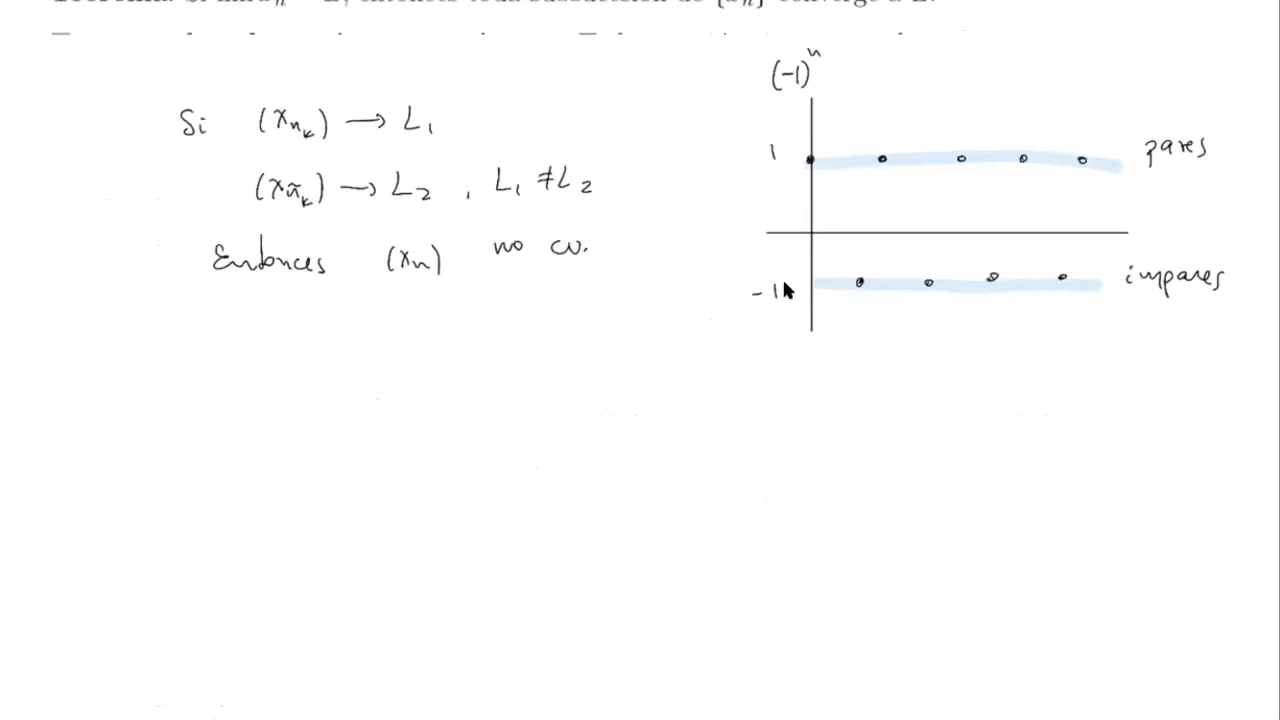 Si (x_{n_k}) → L_1
(x_{ñ_k}) → L_2 , L_1 ≠ L_2
Entonces (x_n) no cv.
(-1)^n
1
pares
-1
impares